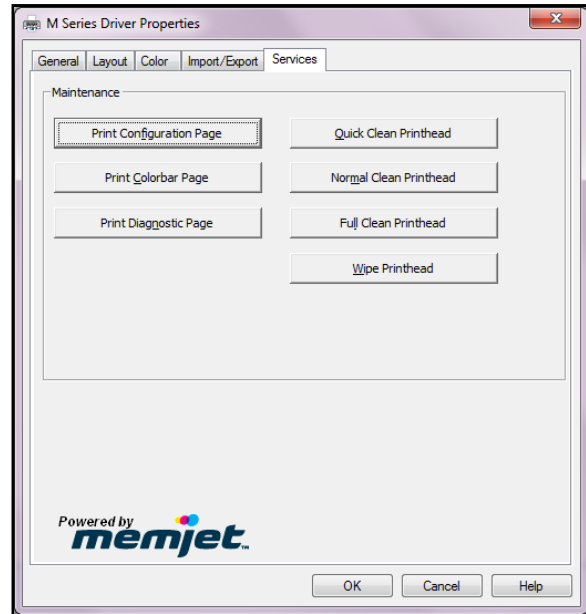 M Series Driver Properties
General Layout Color Import/Export Services
Maintenance
Print Configuration Page Quick Clean Printhead
Print Colorbar Page Normal Clean Printhead
Print Diagnostic Page Full Clean Printhead
Wipe Printhead
Powered by
memjet™
OK Cancel Help